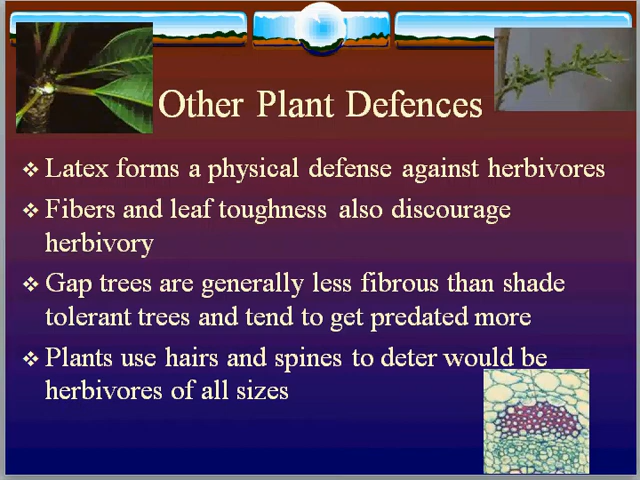 Other Plant Defences
Latex forms a physical defense against herbivores
Fibers and leaf toughness also discourage
herbivory
Gap trees are generally less fibrous than shade
tolerant trees and tend to get predated more
Plants use hairs and spines to deter would be
herbivores of all sizes